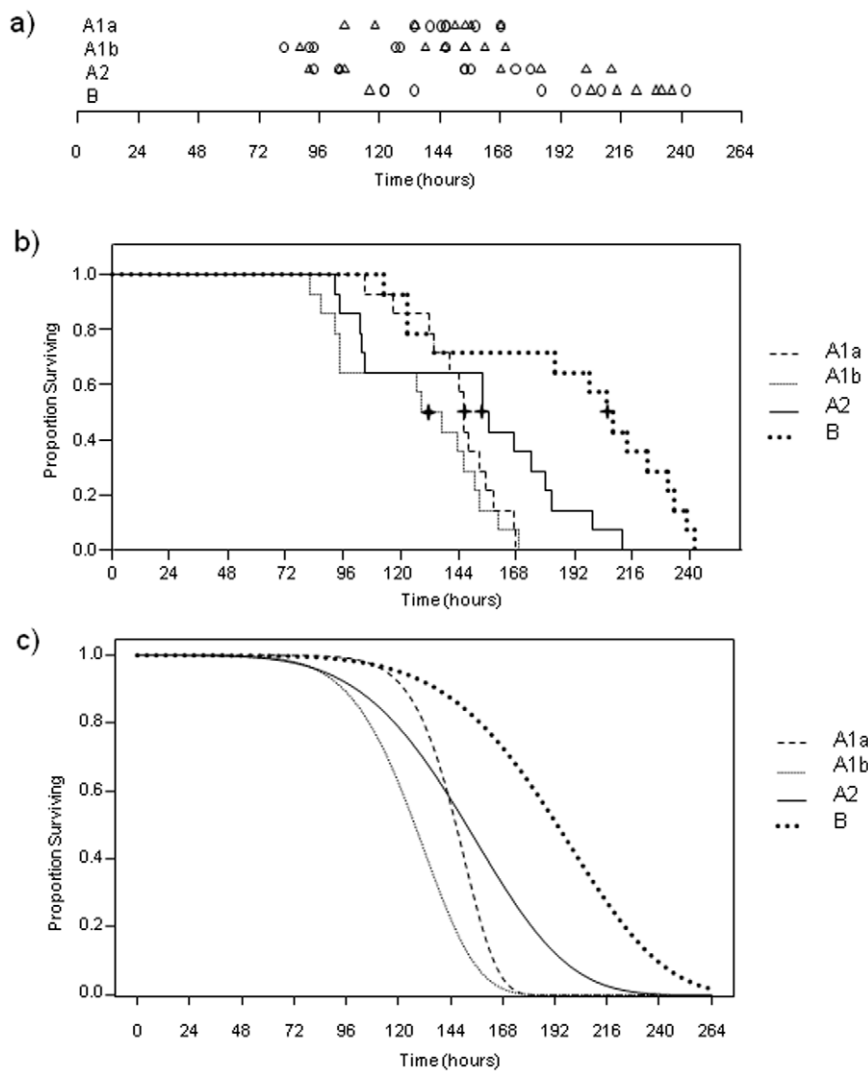 a)
A1a
A1b
A2
B
0 24 48 72 96 120 144 168 192 216 240 264
Time (hours)
b)
Proportion Surviving
1.0
0.8
0.6
0.4
0.2
0.0
0 24 48 72 96 120 144 168 192 216 240
Time (hours)
A1a
A1b
A2
B
c)
Proportion Surviving
1.0
0.8
0.6
0.4
0.2
0.0
0 24 48 72 96 120 144 168 192 216 240 264
Time (hours)
A1a
A1b
A2
B